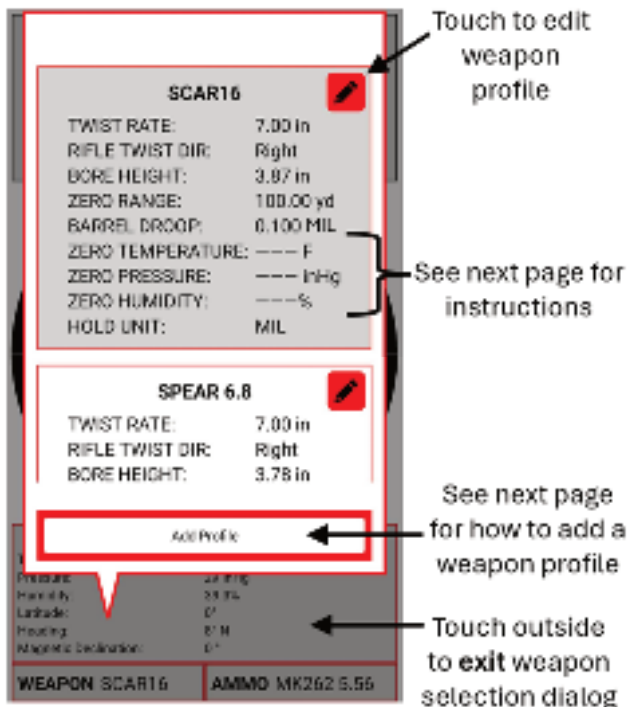 Touch to edit
weapon
profile
SCAR16
TWIST RATE: 7.00 in
RIFLE TWIST DIR: Right
BORE HEIGHT: 3.87 in
ZERO RANGE: 100.00 yd
BARREL DROOP: 0.100 MIL
ZERO TEMPERATURE: --- F
ZERO PRESSURE: --- inHg
ZERO HUMIDITY: ---%
HOLD UNIT: MIL
See next page for
instructions
SPEAR 6.8
TWIST RATE: 7.00 in
RIFLE TWIST DIR: Right
BORE HEIGHT: 3.78 in
Add Profile
See next page
for how to add a
weapon profile
Pressure: 29 inHg
Humidity:
Latitude: 0°
Heading: 8° N
Magnetic Declination: 0°
Touch outside
to exit weapon
selection dialog
WEAPON SCAR16 AMMO MK262 5.56